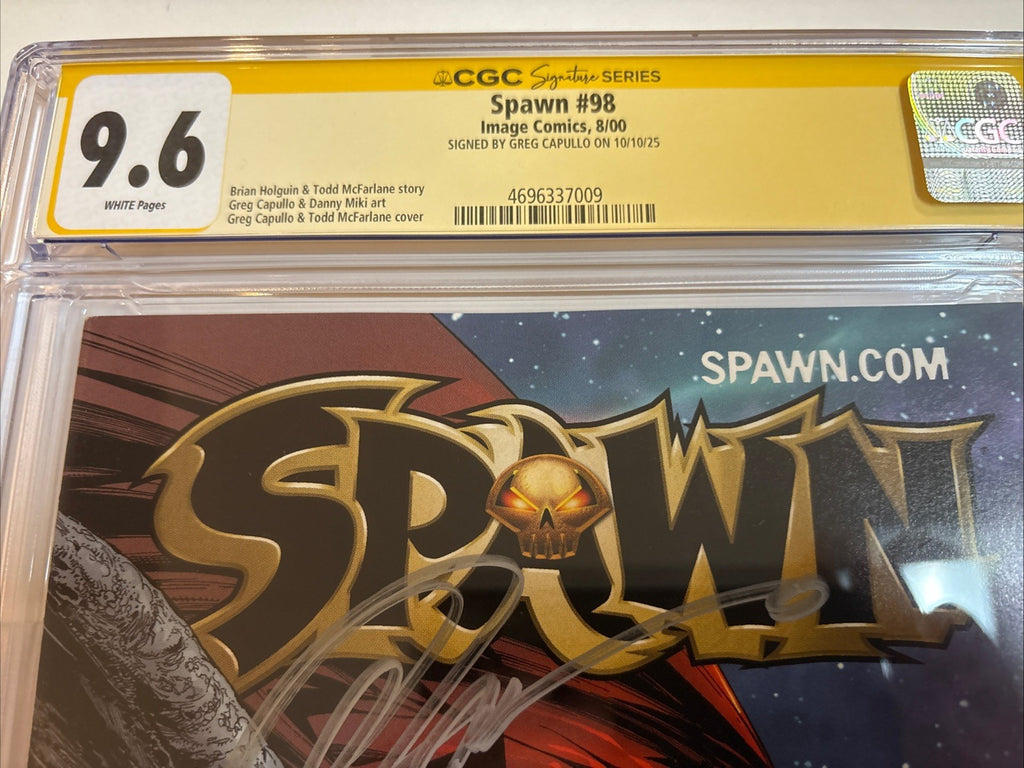 CGC Signature SERIES
Spawn #98
Image Comics, 8/00
SIGNED BY GREG CAPULLO ON 10/10/25
9.6
WHITE Pages
Brian Holguin & Todd McFarlane story
Greg Capullo & Danny Miki art
Greg Capullo & Todd McFarlane cover
4696337009
CGC
SPAWN.COM
SPAWN